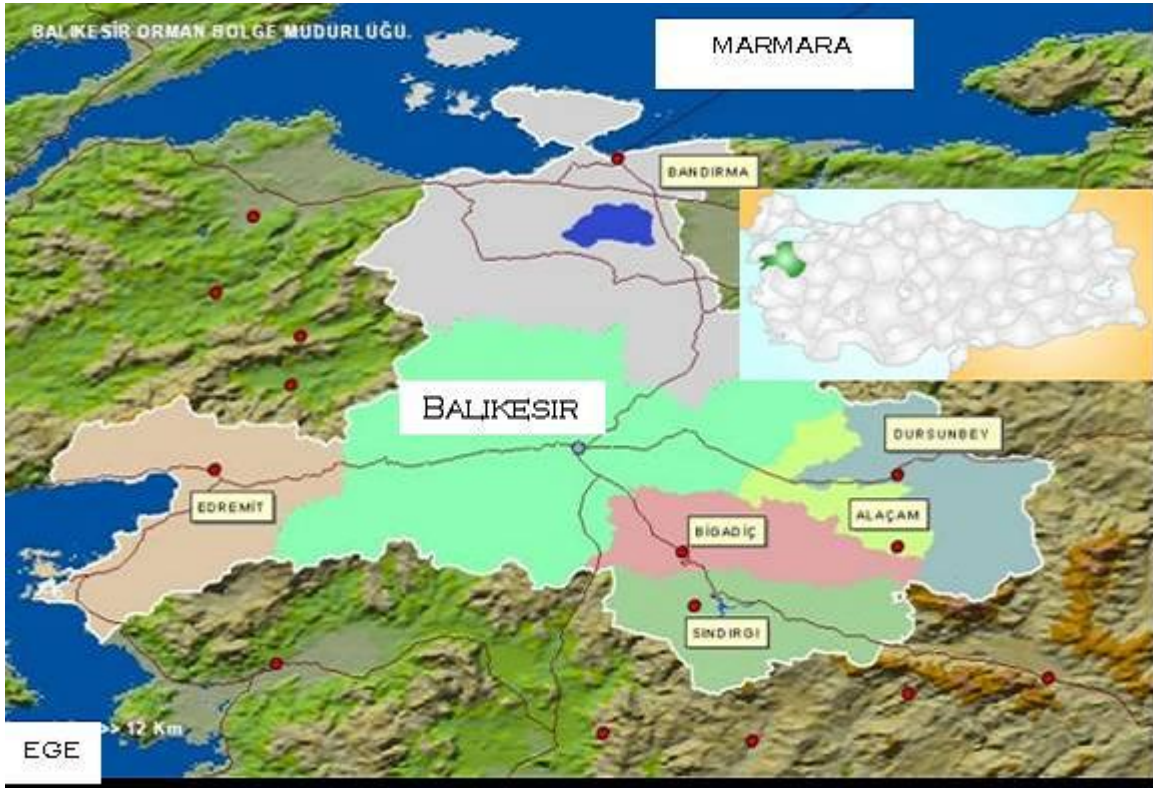 BALIKESİR ORMAN BÖLGE MÜDÜRLÜĞÜ.
MARMARA
BANDIRMA
BALIKESIR
DURSUNBEY
EDREMİT
ALAÇAM
BİGADİÇ
SINDIRGI
>> 12 Km
EGE